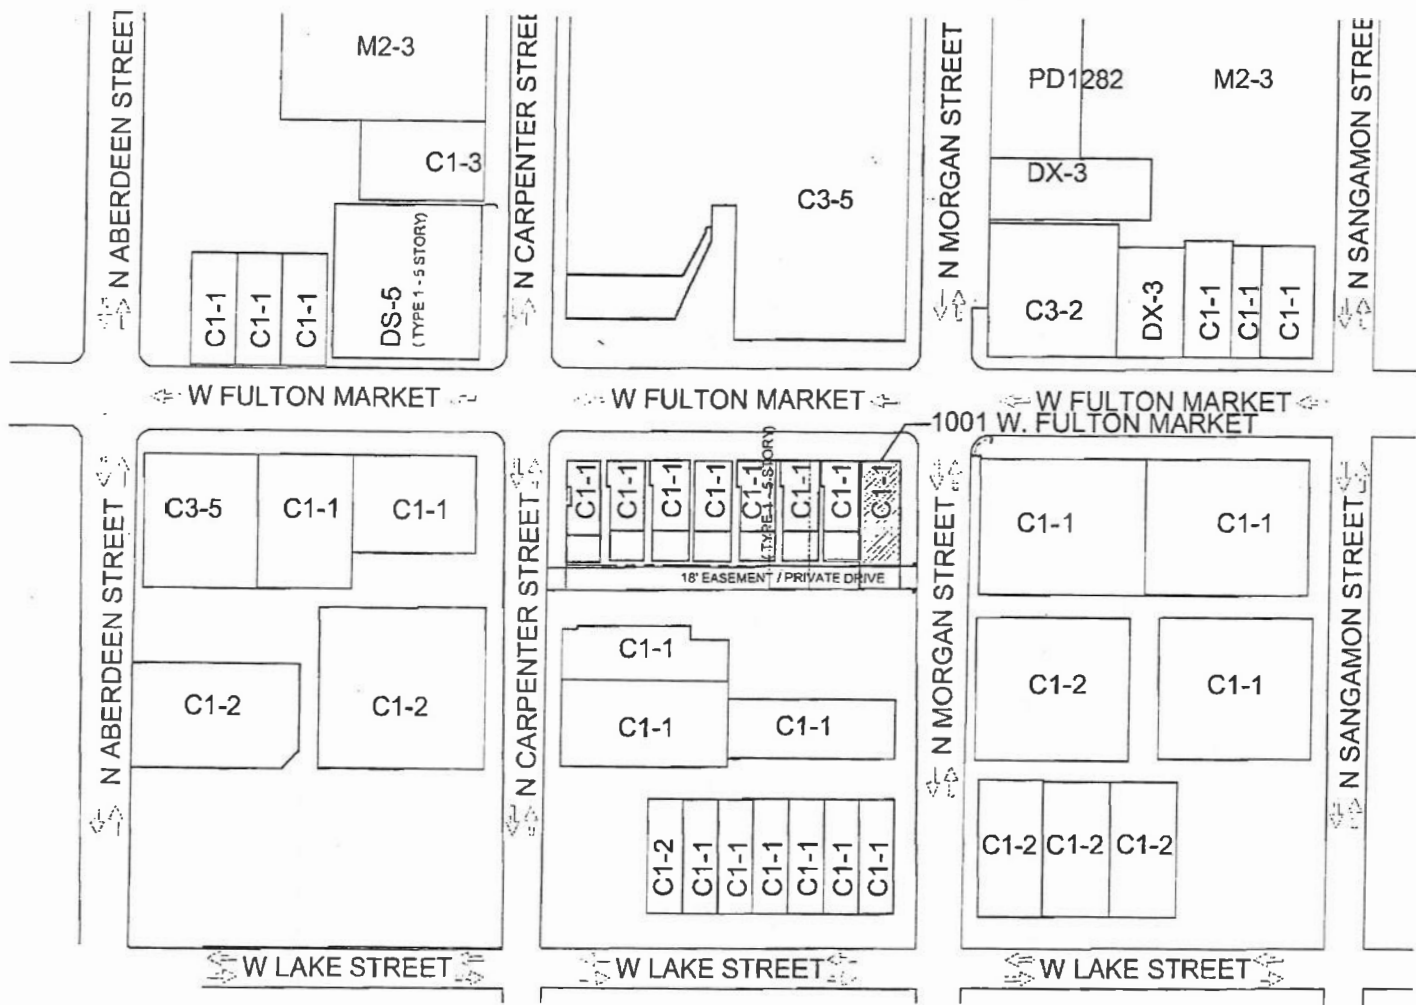 N ABERDEEN STREET
M2-3
C1-3
C1-1
C1-1
C1-1
DS-5
(TYPE 1 - 5 STORY)
N CARPENTER STREE
C3-5
N MORGAN STREET
PD1282
M2-3
DX-3
C3-2
DX-3
C1-1
C1-1
C1-1
N SANGAMON STREE
W FULTON MARKET
W FULTON MARKET
W FULTON MARKET
1001 W. FULTON MARKET
N ABERDEEN STREET
C3-5
C1-1
C1-1
C1-2
C1-2
N CARPENTER STREET
C1-1
C1-1
C1-1
C1-1
C1-1
(TYPE 1 - 5 STORY)
C1-1
C1-1
C1-1
18' EASEMENT / PRIVATE DRIVE
C1-1
C1-1
C1-1
C1-2
C1-1
C1-1
C1-1
C1-1
C1-1
C1-1
N MORGAN STREET
C1-1
C1-1
C1-2
C1-1
C1-2
C1-2
C1-2
N SANGAMON STREET
W LAKE STREET
W LAKE STREET
W LAKE STREET